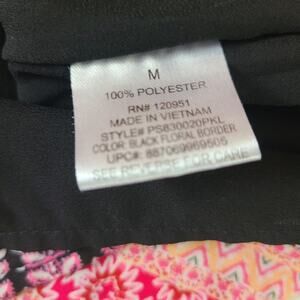 M
100% POLYESTER
RN# 120951
MADE IN VIETNAM
STYLE# PS830020PKL
COLOR: BLACK FLORAL BORDER
UPC#: 887069969505
SEE REVERSE FOR CARE